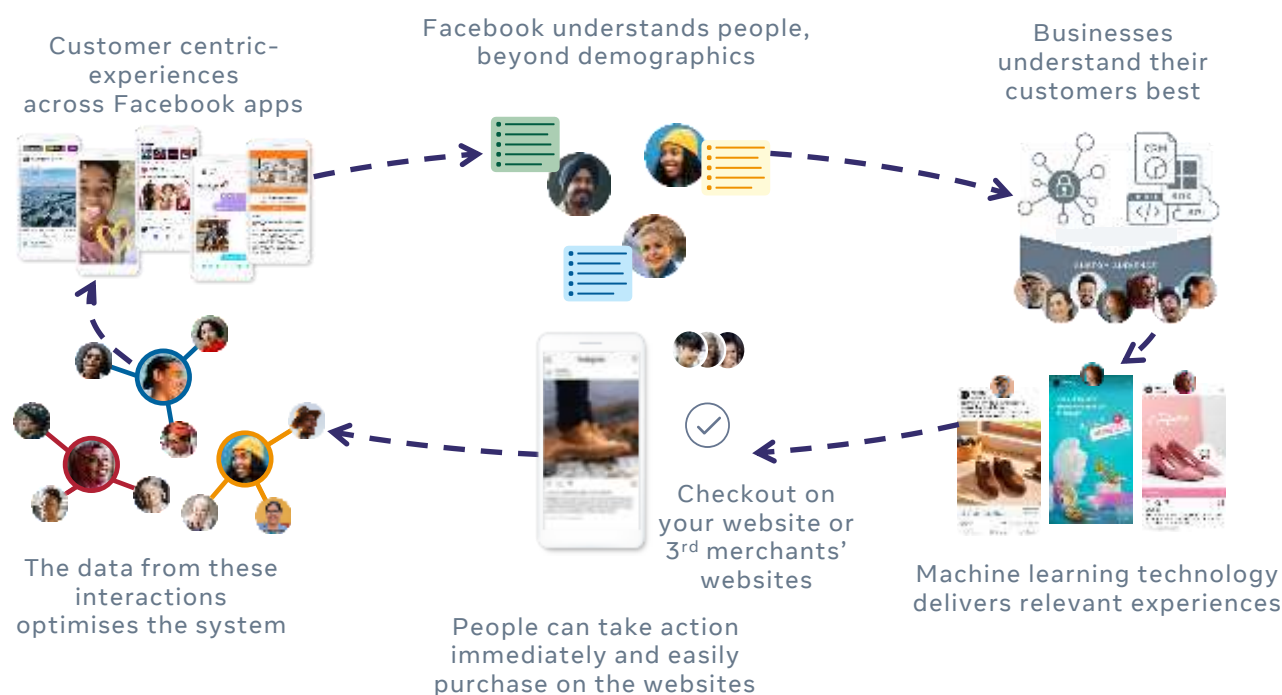 Customer centric-
experiences
across Facebook apps
Facebook understands people,
beyond demographics
Businesses
understand their
customers best
CRM
Machine learning technology
delivers relevant experiences
Checkout on
your website or
3rd merchants’
websites
People can take action
immediately and easily
purchase on the websites
The data from these
interactions
optimises the system